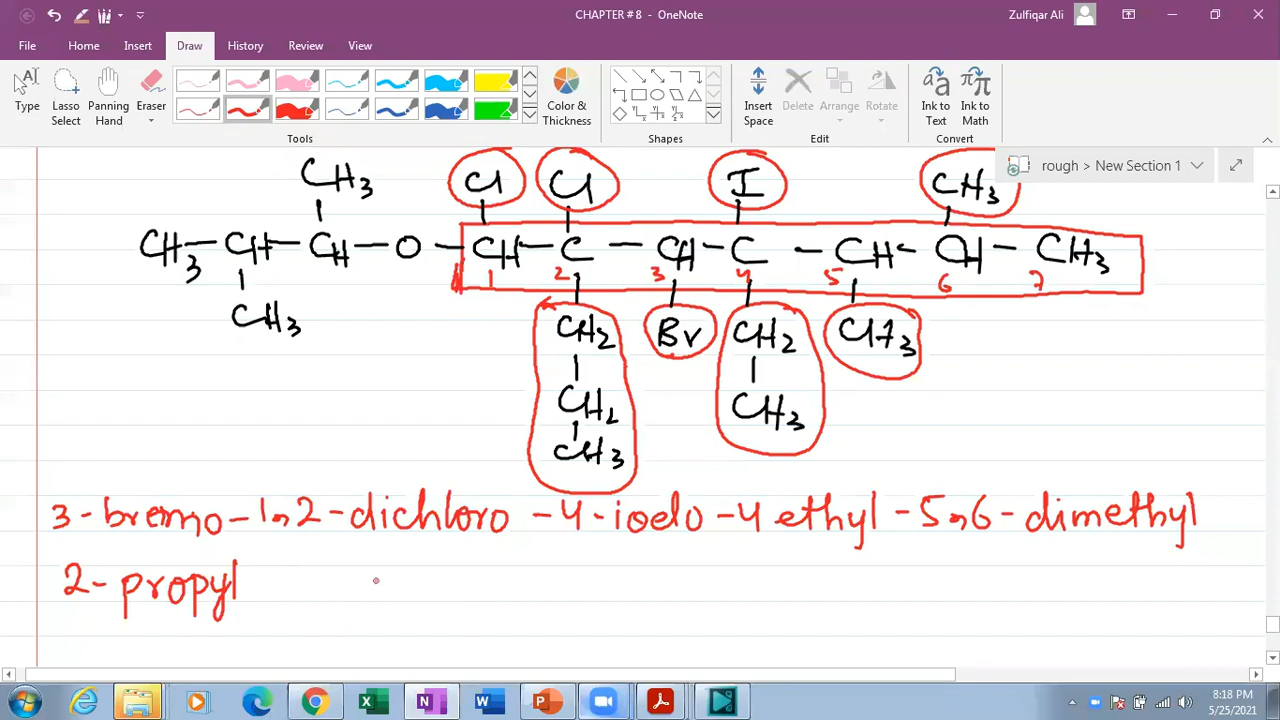 CHAPTER # 8 - OneNote
Zulfiqar Ali
File Home Insert Draw History Review View
Type
Lasso Select
Panning Hand
Eraser
Color & Thickness
Insert Space
Delete
Arrange
Rotate
Ink to Text
Ink to Math
Tools
Shapes
Edit
Convert
rough > New Section 1
CH3 Cl Cl I CH3
CH3 - CH - CH - O - CH - C - CH - C - CH - CH - CH3
1 2 3 4 5 6 7
CH3 CH2 Br CH2 CH3
CH2 CH3
CH3
3 - bromo - 1,2 - dichloro - 4 - iodo - 4 ethyl - 5,6 - dimethyl
2 - propyl
8:18 PM
5/25/2021